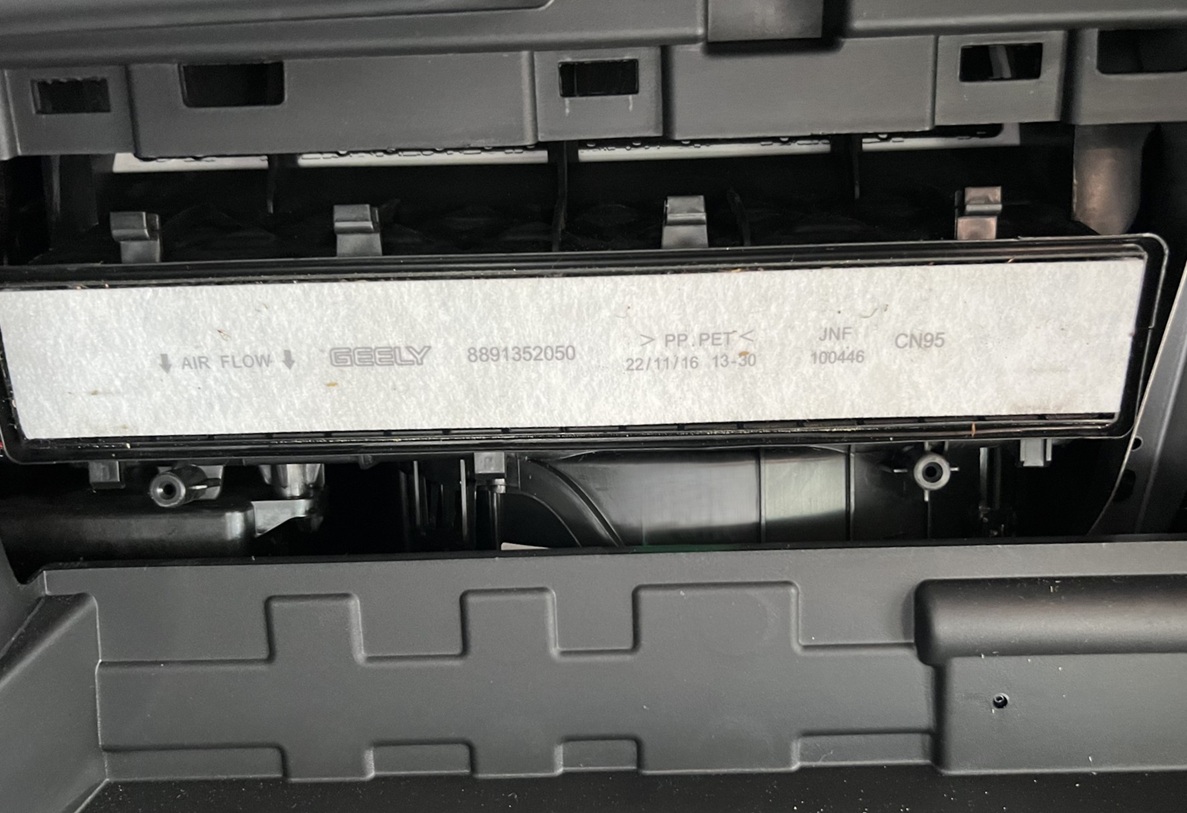 ⬇ AIR FLOW ⬇ GEELY 8891352050
> PP.PET <
22/11/16 13-30
JNF
100446
CN95